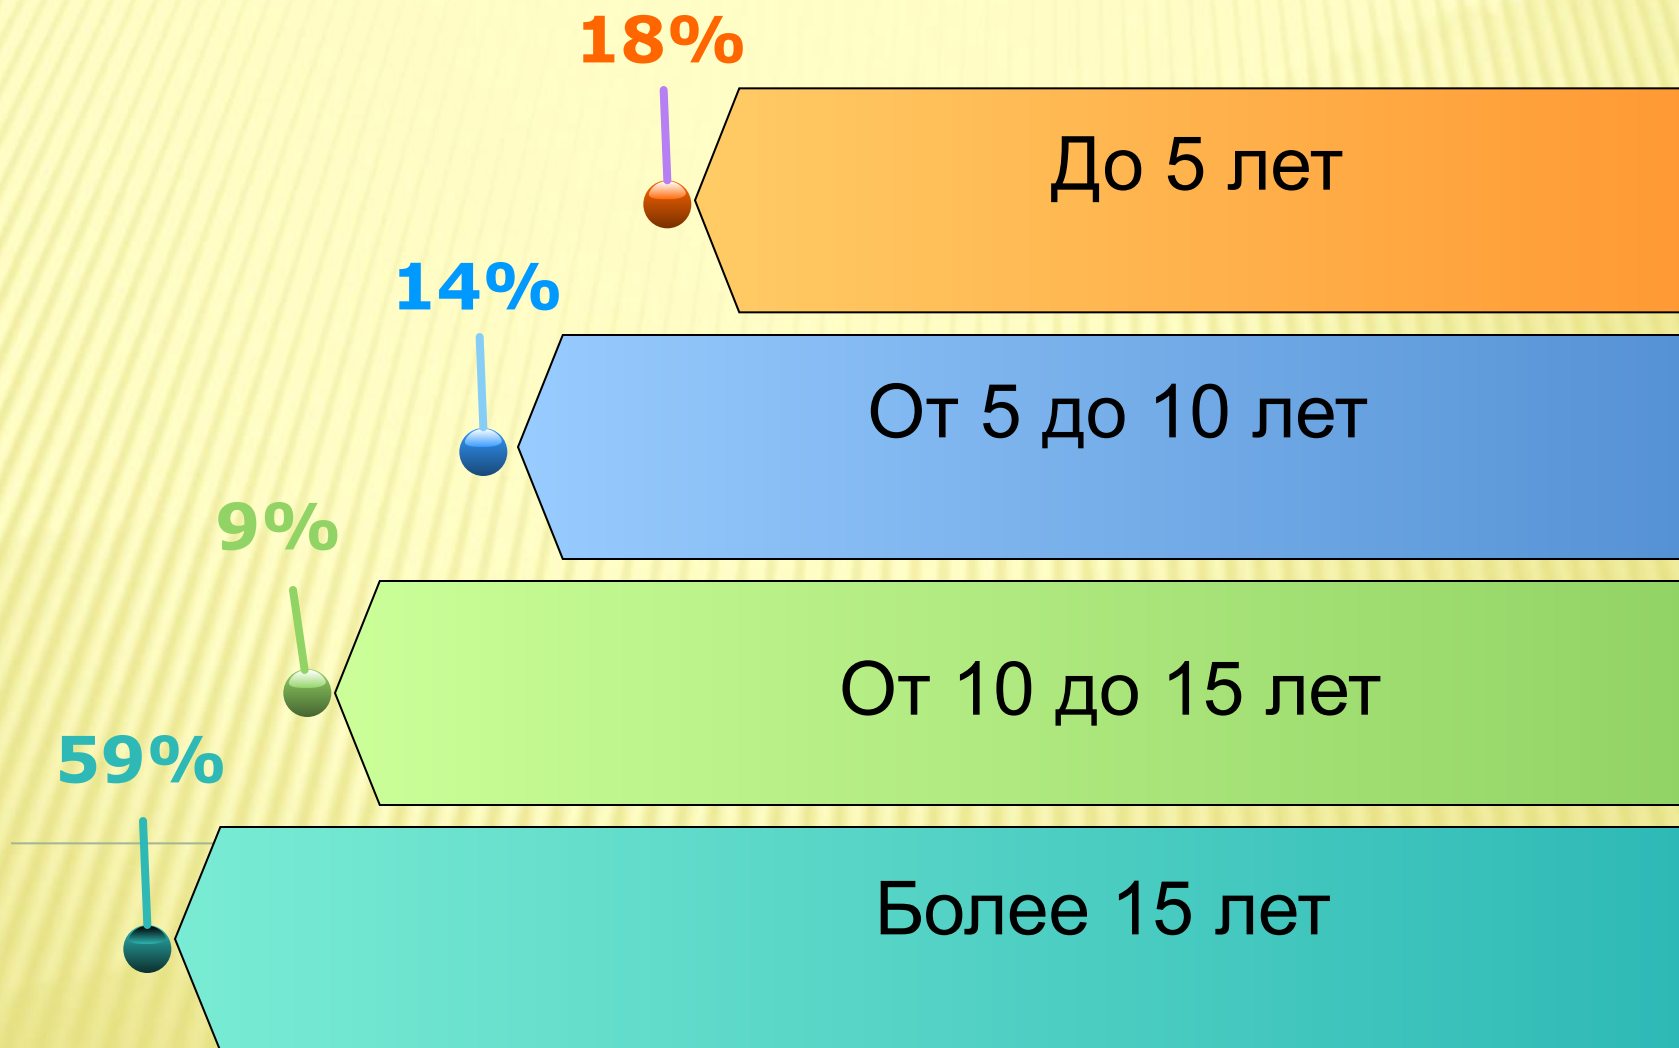 18%
До 5 лет
14%
От 5 до 10 лет
9%
От 10 до 15 лет
59%
Более 15 лет